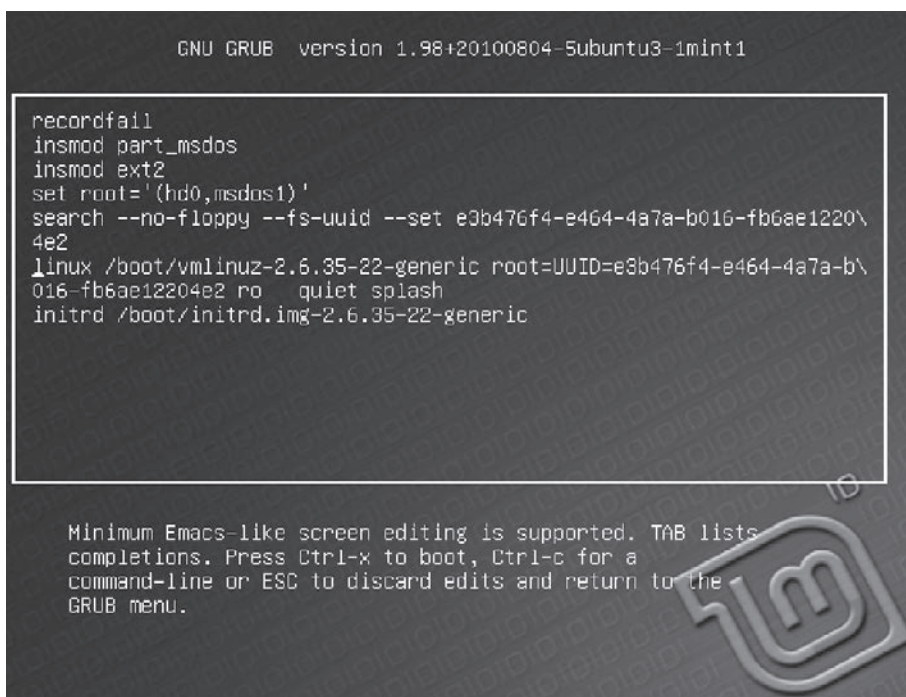 GNU GRUB version 1.98+20100804-5ubuntu3-1mint1
recordfail
insmod part_msdos
insmod ext2
set root='(hd0,msdos1)'
search --no-floppy --fs-uuid --set e3b476f4-e464-4a7a-b016-fb6ae1220\
4e2
linux /boot/vmlinuz-2.6.35-22-generic root=UUID=e3b476f4-e464-4a7a-b\
016-fb6ae12204e2 ro quiet splash
initrd /boot/initrd.img-2.6.35-22-generic
Minimum Emacs-like screen editing is supported. TAB lists
completions. Press Ctrl-x to boot, Ctrl-c for a
command-line or ESC to discard edits and return to the
GRUB menu.